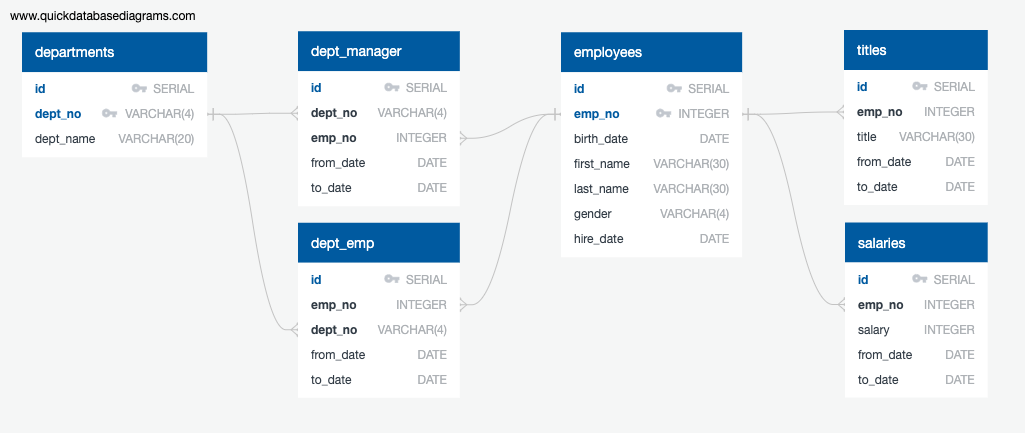 www.quickdatabasediagrams.com
departments
id SERIAL
dept_no VARCHAR(4)
dept_name VARCHAR(20)
dept_manager
id SERIAL
dept_no VARCHAR(4)
emp_no INTEGER
from_date DATE
to_date DATE
dept_emp
id SERIAL
emp_no INTEGER
dept_no VARCHAR(4)
from_date DATE
to_date DATE
employees
id SERIAL
emp_no INTEGER
birth_date DATE
first_name VARCHAR(30)
last_name VARCHAR(30)
gender VARCHAR(4)
hire_date DATE
titles
id SERIAL
emp_no INTEGER
title VARCHAR(30)
from_date DATE
to_date DATE
salaries
id SERIAL
emp_no INTEGER
salary INTEGER
from_date DATE
to_date DATE